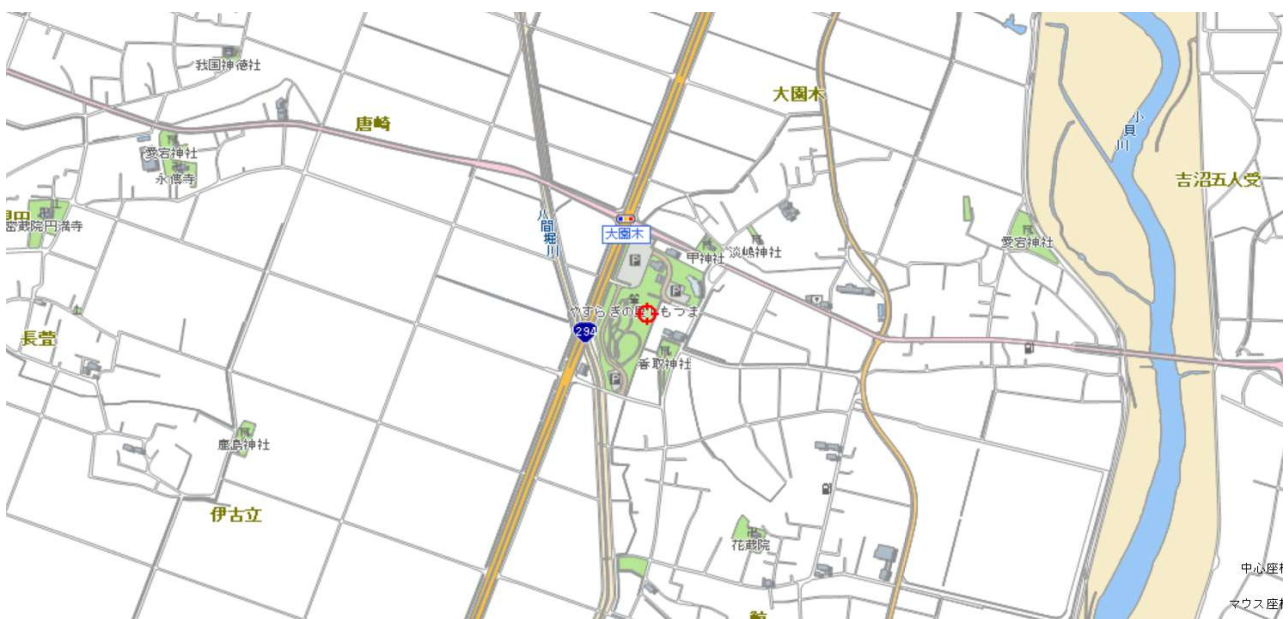 我国神徳社
大園木
唐崎
小貝川
愛宕神社
永傳寺
吉沼五人受
密蔵院円満寺
八間堀川
大園木
甲神社
淡嶋神社
愛宕神社
やすらぎの里しもつま
294
長萱
香取神社
鹿島神社
伊古立
花蔵院
中心座標
マウス座標
鯨